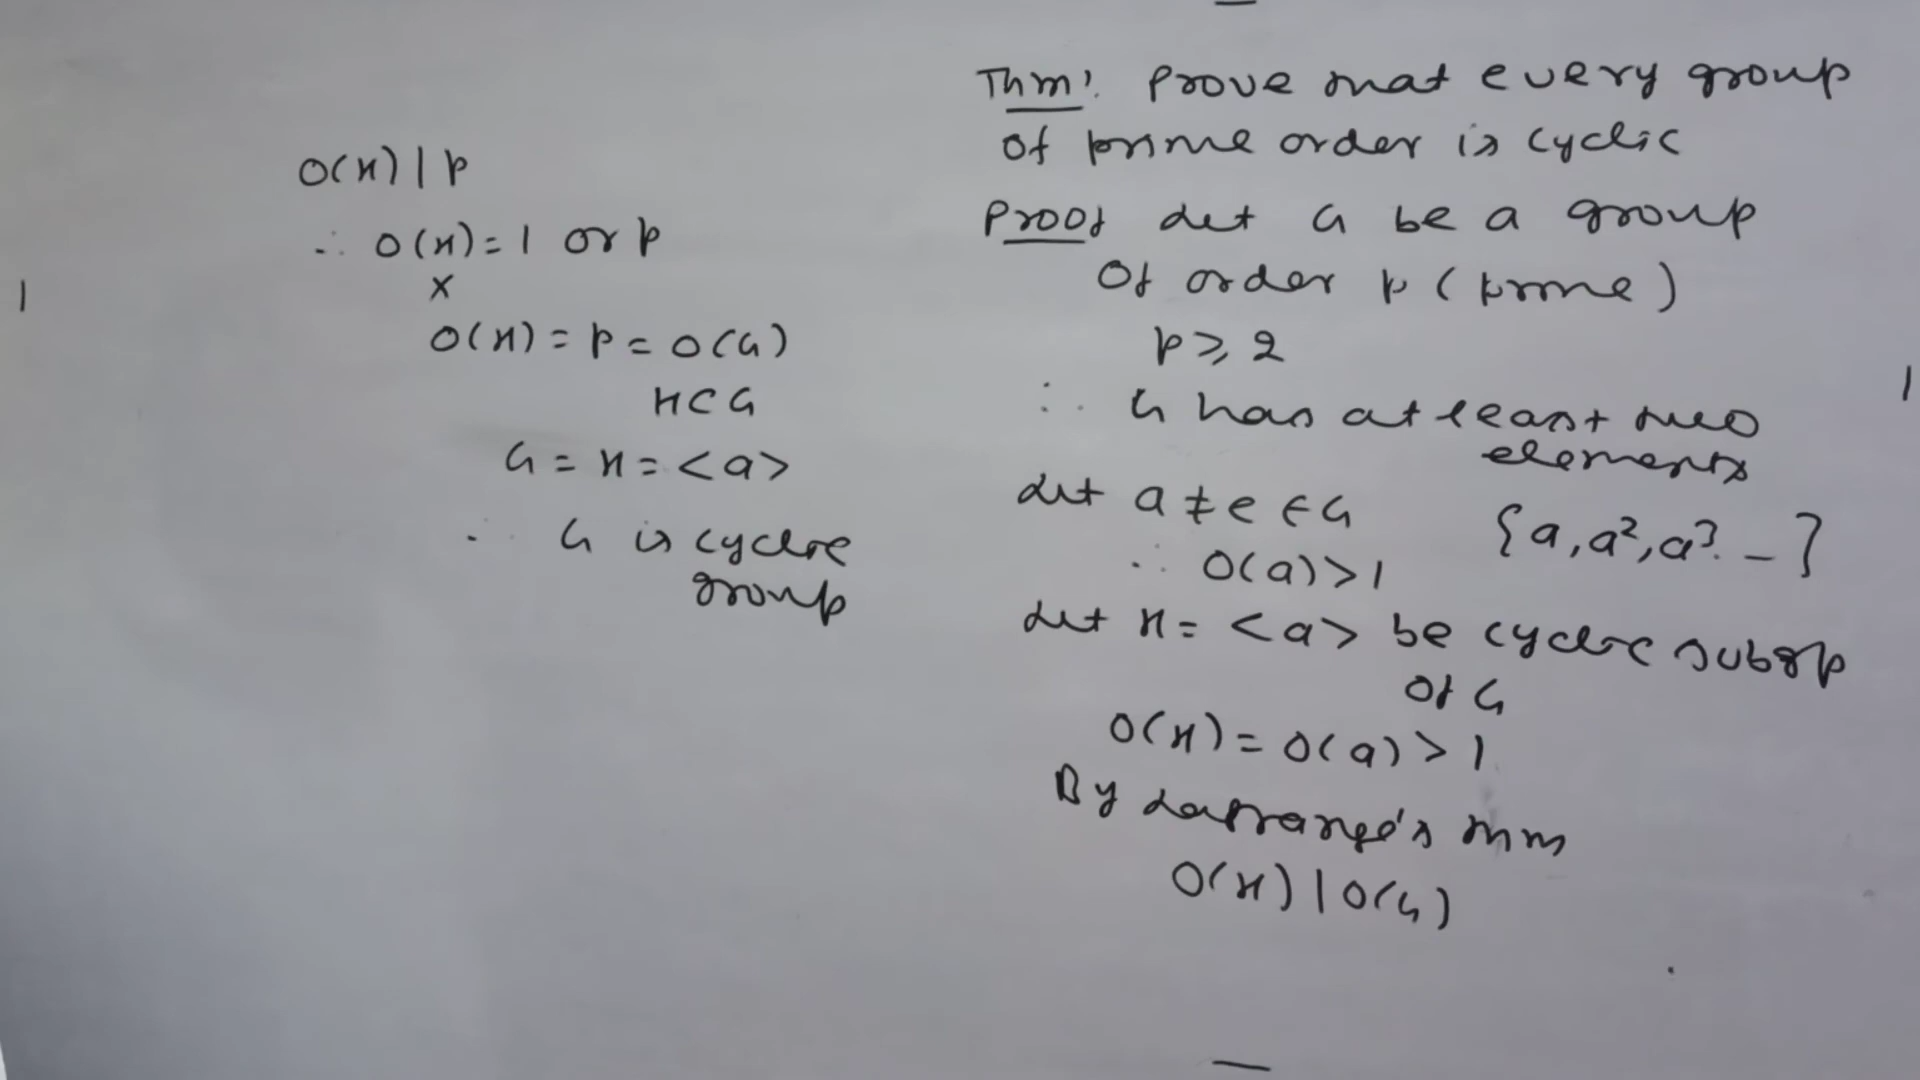 Thm: Prove that every group
of prime order is cyclic
Proof Let G be a group
of order p (prime)
p ⩾ 2
∴ G has at least two
elements
Let a ≠ e ∈ G {a, a², a³ - }
∴ O(a) > 1
Let H = <a> be cyclic subgp
of G
O(H) = O(a) > 1
By Lagrange's thm
O(H) | O(G)
O(H) | p
∴ O(H) = 1 or p
x
O(H) = p = O(G)
H ⊂ G
G = H = <a>
∴ G is cyclic
group